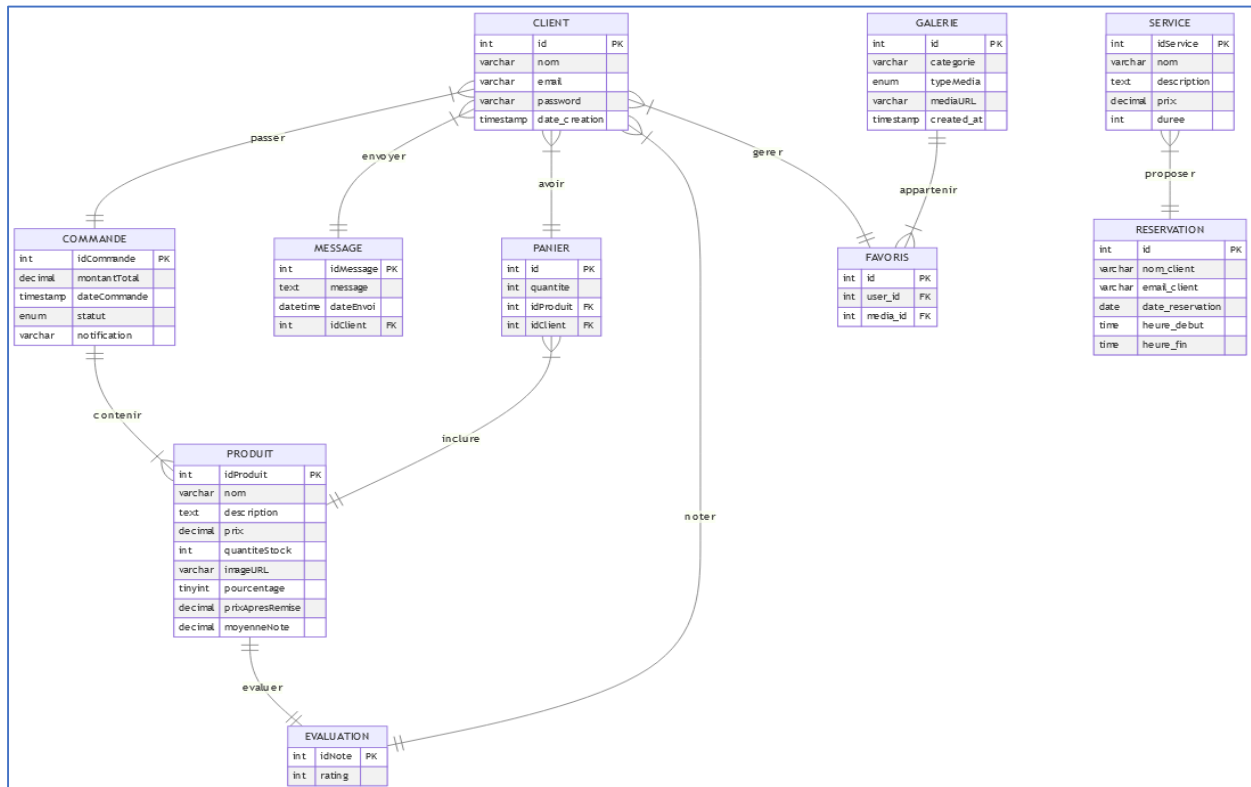 CLIENT
int id PK
varchar nom
varchar email
varchar password
timestamp date_creation
GALERIE
int id PK
varchar categorie
enum typeMedia
varchar mediaURL
timestamp created_at
SERVICE
int idService PK
varchar nom
text description
decimal prix
int duree
passer
envoyer
avoir
gerer
appartenir
proposer
COMMANDE
int idCommande PK
decimal montantTotal
timestamp dateCommande
enum statut
varchar notification
MESSAGE
int idMessage PK
text message
datetime dateEnvoi
int idClient FK
PANIER
int id PK
int quantite
int idProduit FK
int idClient FK
FAVORIS
int id PK
int user_id FK
int media_id FK
RESERVATION
int id PK
varchar nom_client
varchar email_client
date date_reservation
time heure_debut
time heure_fin
contenir
inclure
noter
PRODUIT
int idProduit PK
varchar nom
text description
decimal prix
int quantiteStock
varchar imageURL
tinyint pourcentage
decimal prixApresRemise
decimal moyenneNote
evaluer
EVALUATION
int idNote PK
int rating